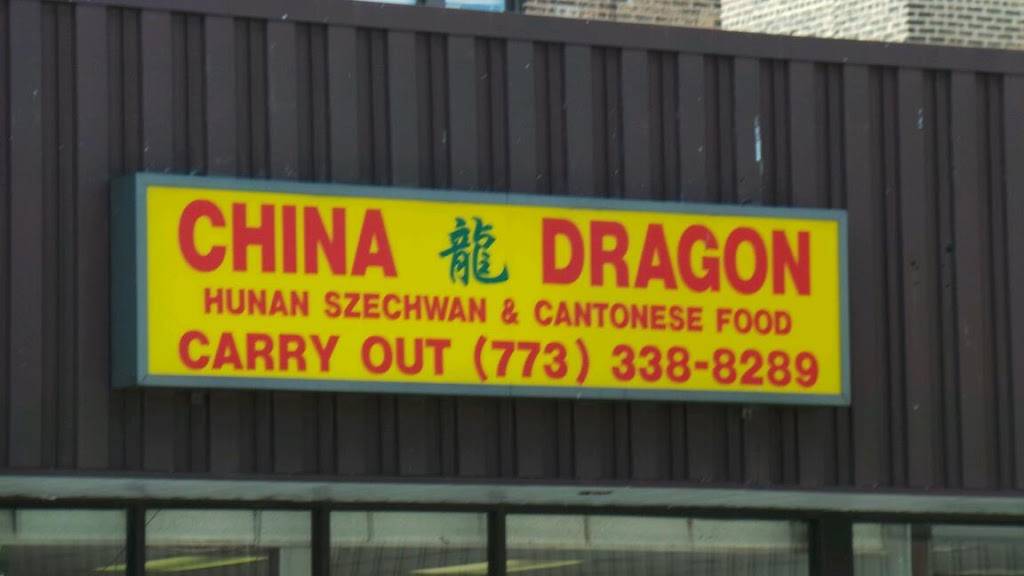 CHINA 龍 DRAGON
HUNAN SZECHWAN & CANTONESE FOOD
CARRY OUT (773) 338-8289